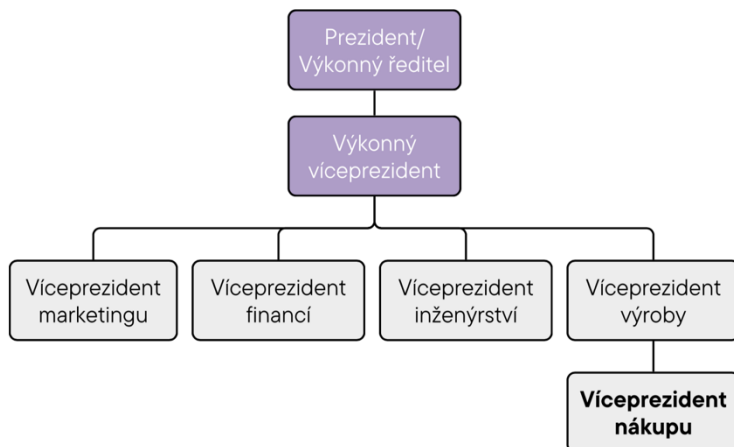 Prezident/
Výkonný ředitel
Výkonný
víceprezident
Víceprezident
marketingu
Víceprezident
financí
Víceprezident
inženýrství
Víceprezident
výroby
Víceprezident
nákupu